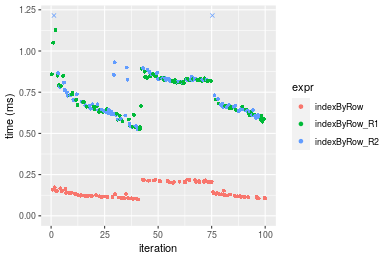 1.25
1.00
0.75
0.50
0.25
0.00
time (ms)
0
25
50
75
100
iteration
expr
indexByRow
indexByRow_R1
indexByRow_R2